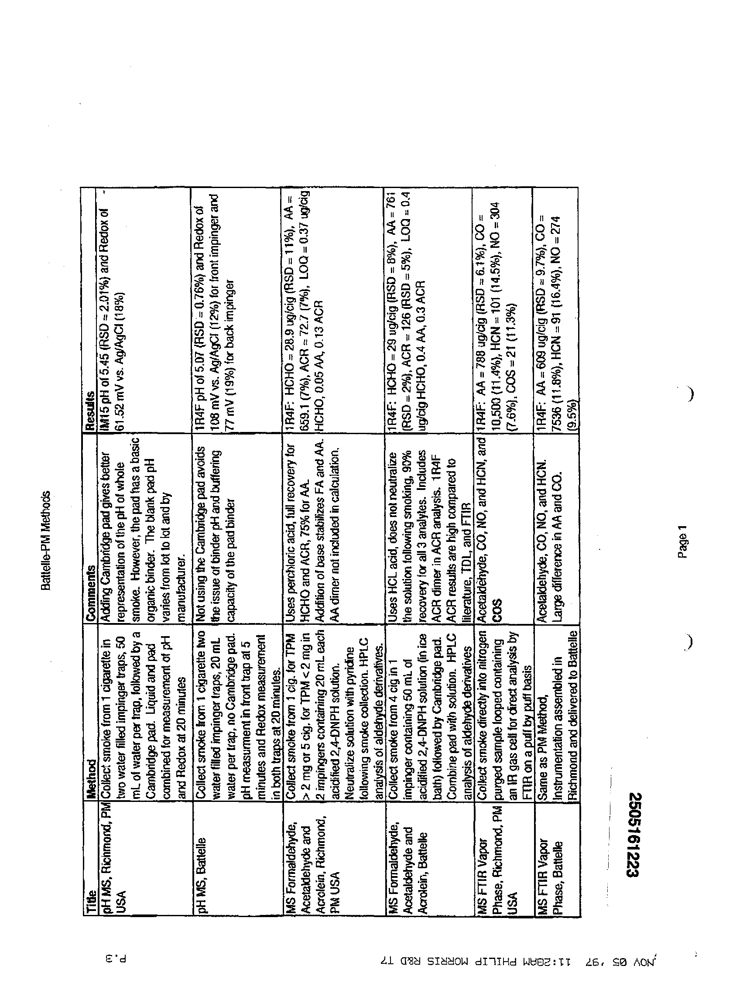 Battelle-PM Methods
Title
Method
Comments
Results
pH MS, Richmond, PM
USA
Collect smoke from 1 cigarette in
two water filled impinger traps, 50
mL of water per trap, followed by a
Cambridge pad. Liquid and pad
combined for measurement of pH
and Redox at 20 minutes
Adding Cambridge pad gives better
representation of the pH of whole
smoke. However, the pad has a basic
organic binder. The blank pad pH
varies from lot to lot and by
manufacturer.
IM15 pH of 5.45 (RSD = 2.01%) and Redox of -
61.52 mV vs. Ag/AgCl (18%)
pH MS, Battelle
Collect smoke from 1 cigarette two
water filled impinger traps, 20 mL
water per trap, no Cambridge pad.
pH measurment in front trap at 5
minutes and Redox measurement
in both traps at 20 minutes.
Not using the Cambridge pad avoids
the issue of binder pH and buffering
capacity of the pad binder
1R4F pH of 5.07 (RSD = 0.76%) and Redox of
108 mV vs. Ag/AgCl (12%) for front impinger and
77 mV (19%) for back impinger
MS Formaldehyde,
Acetaldehyde and
Acrolein, Richmond,
PM USA
Collect smoke from 1 cig. for TPM
> 2 mg or 5 cig. for TPM < 2 mg in
2 impingers containing 20 mL each
acidified 2,4-DNPH solution.
Neutralize solution with pyridine
following smoke collection. HPLC
analysis of aldehyde derivatives.
Uses perchloric acid, full recovery for
HCHO and ACR, 75% for AA.
Addition of base stabilizes FA and AA.
AA dimer not included in calculation.
1R4F: HCHO = 28.9 ug/cig (RSD = 11%), AA =
659.1 (7%), ACR = 72.7 (7%), LOQ = 0.37 ug/cig
HCHO, 0.05 AA, 0.13 ACR
MS Formaldehyde,
Acetaldehyde and
Acrolein, Battelle
Collect smoke from 4 cig in 1
impinger containing 50 mL of
acidified 2,4-DNPH solution (in ice
bath) followed by Cambridge pad.
Combine pad with solution. HPLC
analysis of aldehyde derivatives
Uses HCL acid, does not neutralize
the solution following smoking, 90%
recovery for all 3 analytes. Includes
ACR dimer in ACR analysis. 1R4F
ACR results are high compared to
literature, TDL, and FTIR
1R4F: HCHO = 29 ug/cig (RSD = 8%), AA = 761
(RSD = 2%), ACR = 126 (RSD = 5%), LOQ = 0.4
ug/cig HCHO, 0.4 AA, 0.3 ACR
MS FTIR Vapor
Phase, Richmond, PM
USA
Collect smoke directly into nitrogen
purged sample looped containing
an IR gas cell for direct analysis by
FTIR on a puff by puff basis
Acetaldehyde, CO, NO, and HCN, and
COS
1R4F: AA = 788 ug/cig (RSD = 6.1%), CO =
10,500 (11.4%), HCN = 101 (14.5%), NO = 304
(7.6%), COS = 21 (11.3%)
MS FTIR Vapor
Phase, Battelle
Same as PM Method,
Instrumentation assembled in
Richmond and delivered to Battelle
Acetaldehyde, CO, NO, and HCN.
Large difference in AA and CO.
1R4F: AA = 609 ug/cig (RSD = 9.7%), CO =
7536 (11.8%), HCN = 91 (16.4%), NO = 274
(9.5%)
Page 1
2505161223
NOV 05 '97 11:20AM PHILIP MORRIS R&D T7
P.3